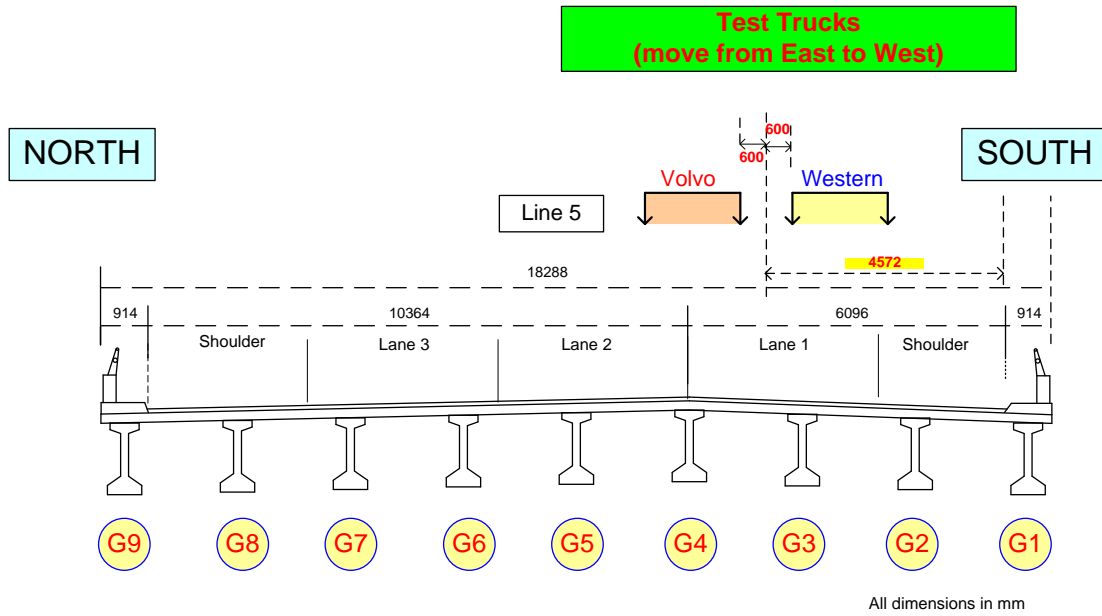 Test Trucks
(move from East to West)
NORTH
SOUTH
600
600
Volvo
Western
Line 5
4572
18288
914
10364
6096
914
Shoulder
Lane 3
Lane 2
Lane 1
Shoulder
G9
G8
G7
G6
G5
G4
G3
G2
G1
All dimensions in mm